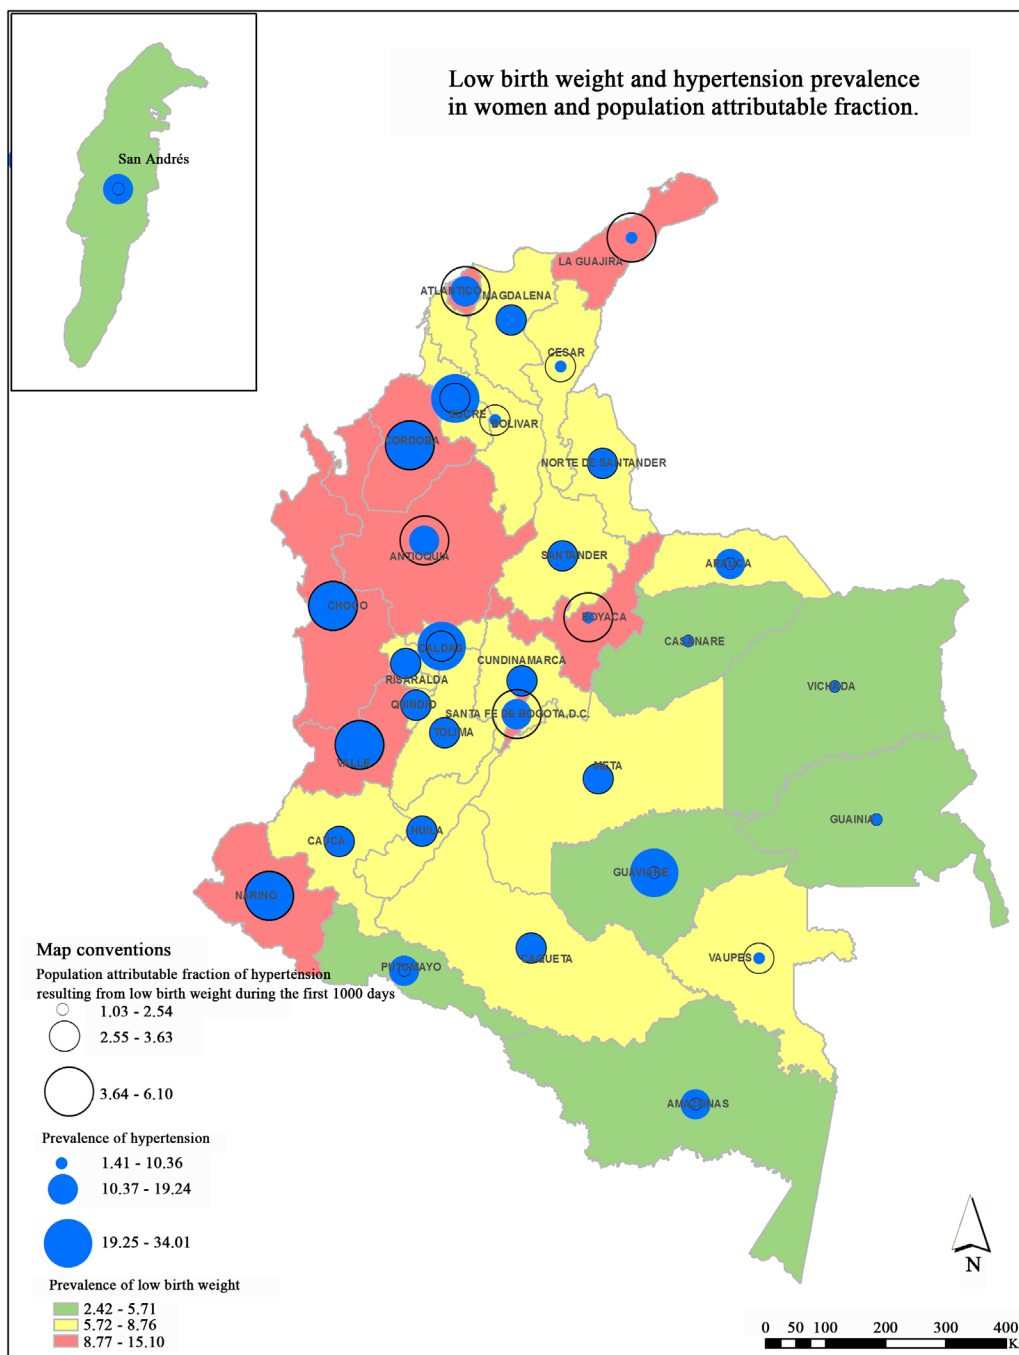 Low birth weight and hypertension prevalence
in women and population attributable fraction.
San Andrés
LA GUAJIRA
ATLANTICO
MAGDALENA
CESAR
SUCRE
BOLIVAR
CORDOBA
NORTE DE SANTANDER
ANTIOQUIA
SANTANDER
ARAUCA
CHOCO
BOYACA
CASANARE
CALDAS
CUNDINAMARCA
RISARALDA
VICHADA
QUINDIO
SANTA FE DE BOGOTA,D.C.
TOLIMA
VALLE
META
GUAINIA
HUILA
CAUCA
GUAVIARE
NARINO
CAQUETA
VAUPES
PUTOMAYO
AMAZONAS
Map conventions
Population attributable fraction of hypertension
resulting from low birth weight during the first 1000 days
1.03 - 2.54
2.55 - 3.63
3.64 - 6.10
Prevalence of hypertension
1.41 - 10.36
10.37 - 19.24
19.25 - 34.01
Prevalence of low birth weight
2.42 - 5.71
5.72 - 8.76
8.77 - 15.10
N
0 50 100 200 300 400
K